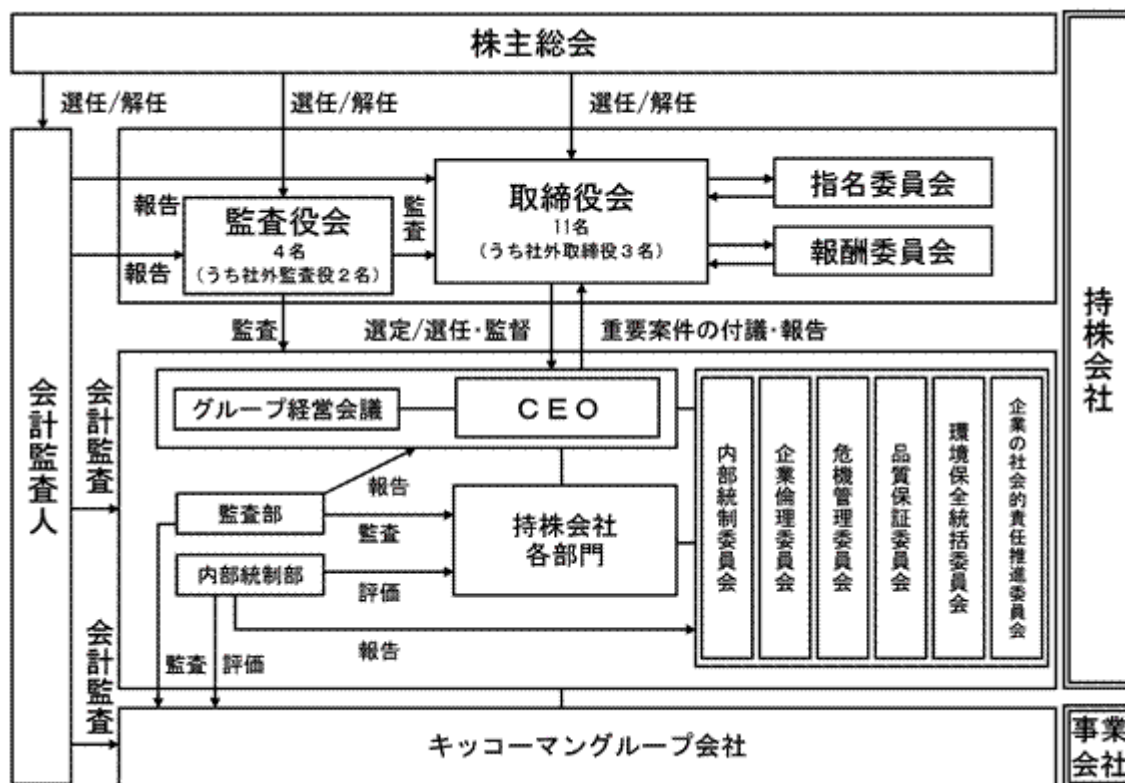 株主総会
選任/解任
選任/解任
選任/解任
報告
報告
監査役会
4名
(うち社外監査役2名)
監査
取締役会
11名
(うち社外取締役3名)
指名委員会
報酬委員会
監査
選定/選任・監督
重要案件の付議・報告
会計監査人
会計監査
会計監査
グループ経営会議
CEO
報告
監査部
監査
持株会社
各部門
内部統制部
評価
報告
監査
評価
内部統制委員会
企業倫理委員会
危機管理委員会
品質保証委員会
環境保全統括委員会
企業の社会的責任推進委員会
キッコーマングループ会社
持株会社
事業
会社